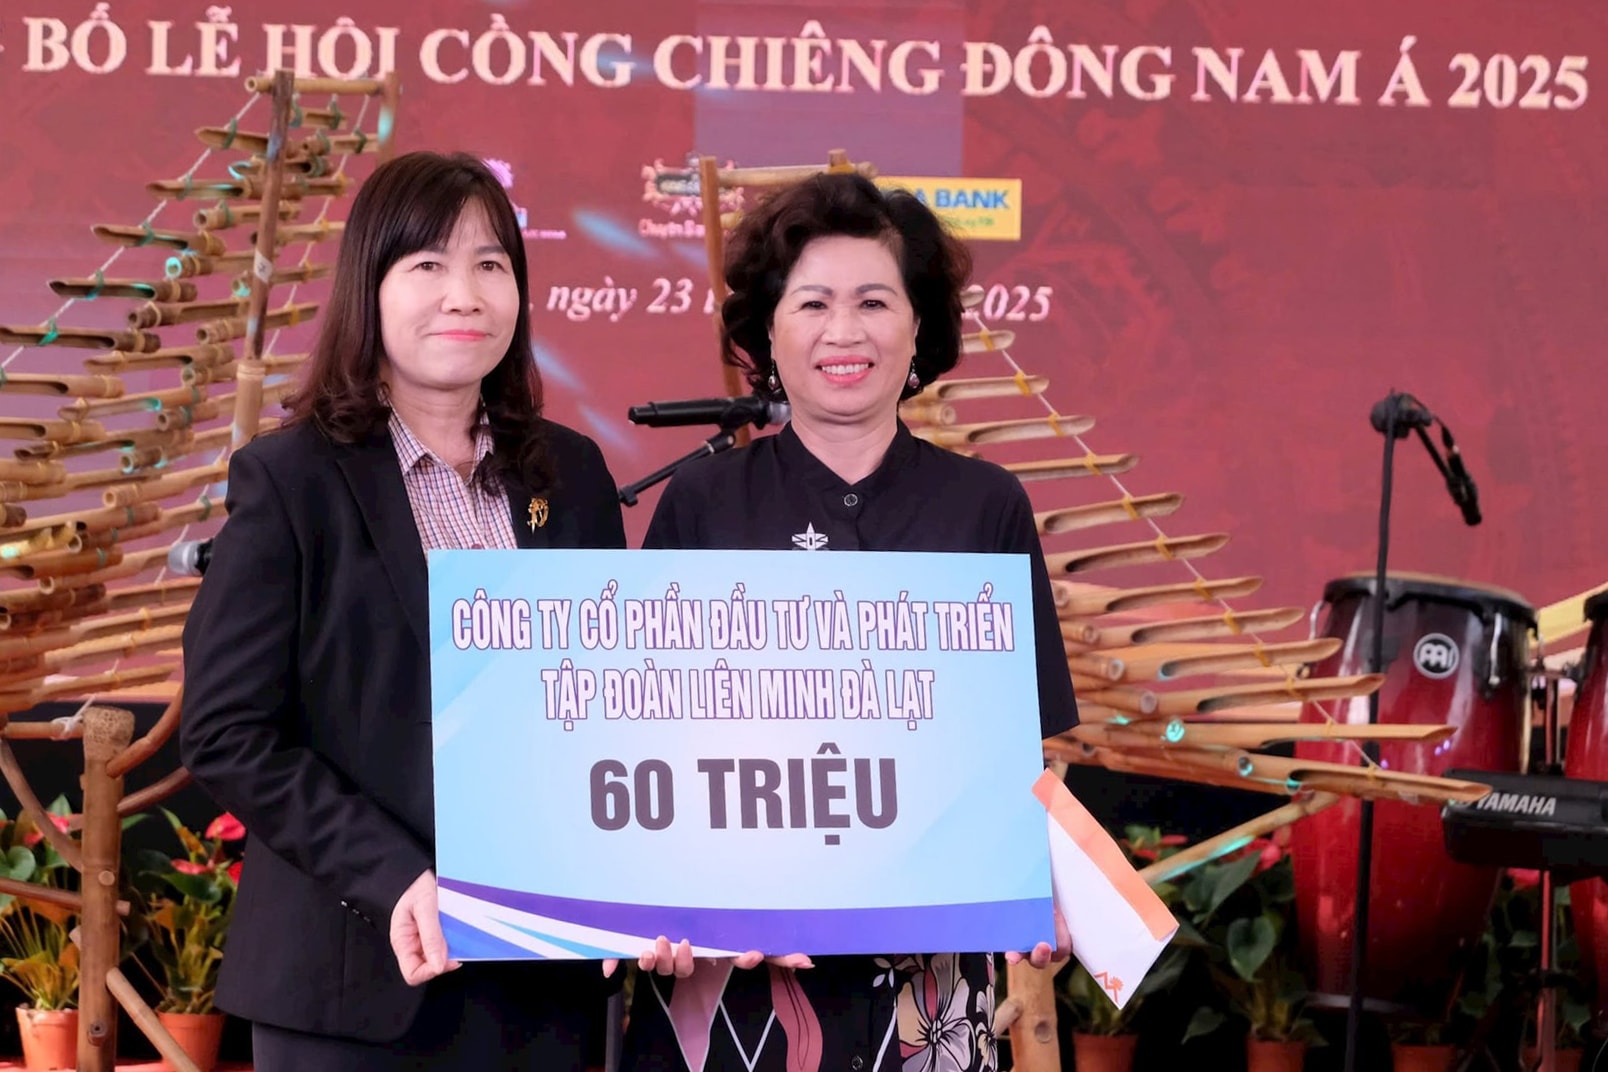 BỐ LỄ HỘI CỒNG CHIÊNG ĐÔNG NAM Á 2025
BANK
ngày 23
2025
CÔNG TY CỔ PHẦN ĐẦU TƯ VÀ PHÁT TRIỂN
TẬP ĐOÀN LIÊN MINH ĐÀ LẠT
60 TRIỆU
YAMAHA